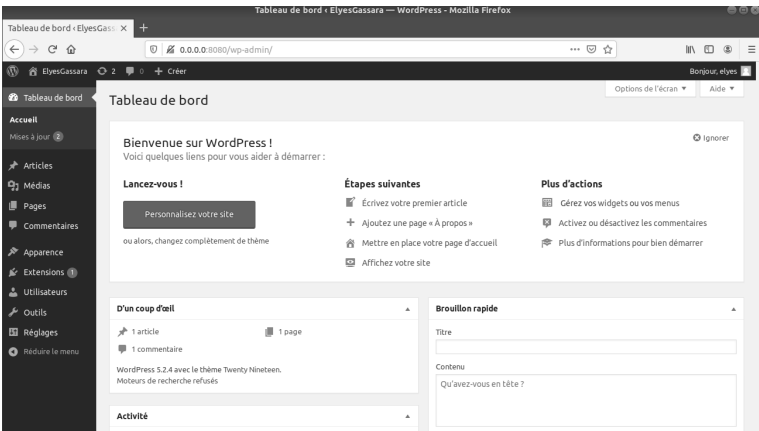 Tableau de bord ‹ ElyesGassara — WordPress - Mozilla Firefox
Tableau de bord ‹ ElyesGass
0.0.0.0:8080/wp-admin/
ElyesGassara 2 0 + Créer Bonjour, elyes
Options de l'écran ▼ Aide ▼
Tableau de bord
Accueil
Mises à jour 2
Articles
Médias
Pages
Commentaires
Apparence
Extensions 1
Utilisateurs
Outils
Réglages
Réduire le menu
Tableau de bord
Ignorer
Bienvenue sur WordPress !
Voici quelques liens pour vous aider à démarrer :
Lancez-vous !
Personnalisez votre site
ou alors, changez complètement de thème
Étapes suivantes
Écrivez votre premier article
Ajoutez une page « À propos »
Mettre en place votre page d'accueil
Affichez votre site
Plus d'actions
Gérez vos widgets ou vos menus
Activez ou désactivez les commentaires
Plus d'informations pour bien démarrer
D'un coup d'œil
1 article 1 page
1 commentaire
WordPress 5.2.4 avec le thème Twenty Nineteen.
Moteurs de recherche refusés
Activité
Brouillon rapide
Titre
Contenu
Qu'avez-vous en tête ?